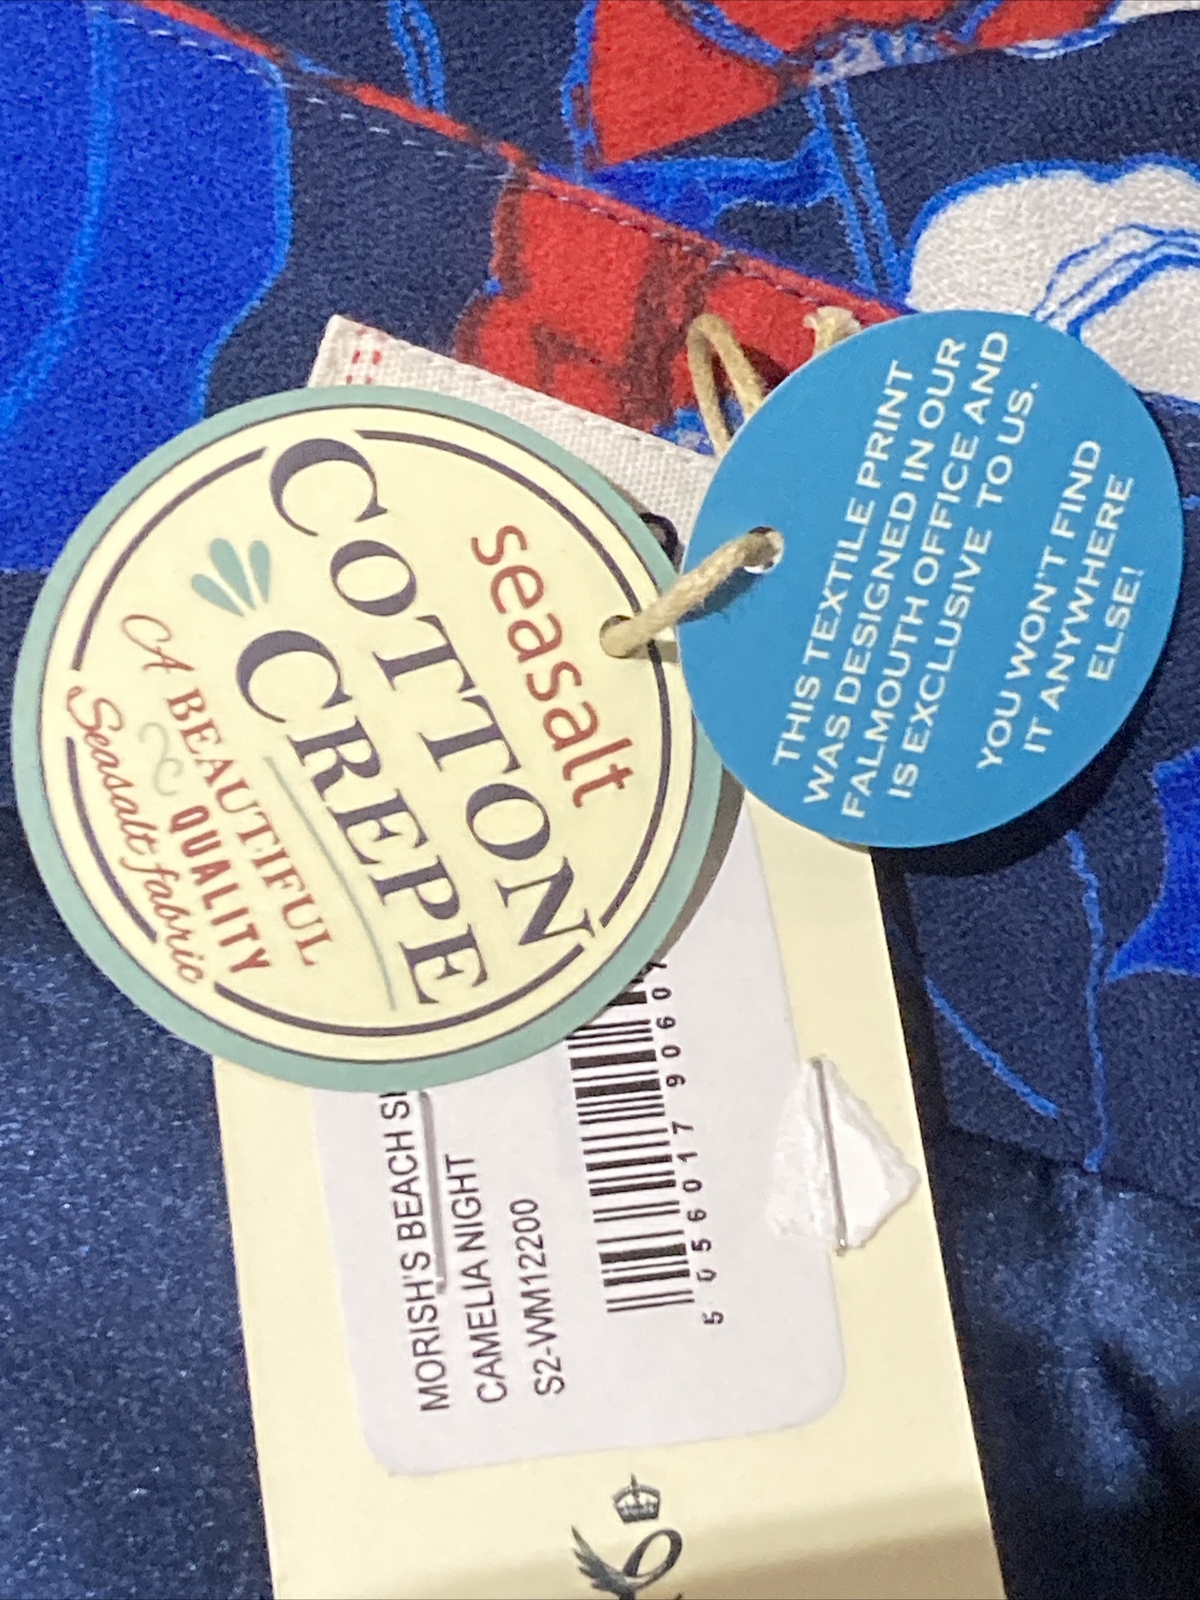 seasalt
COTTON
CREPE
A BEAUTIFUL
& QUALITY
Seasalt fabric
THIS TEXTILE PRINT
WAS DESIGNED IN OUR
FALMOUTH OFFICE AND
IS EXCLUSIVE TO US.
YOU WON'T FIND
IT ANYWHERE
ELSE!
MORISH'S BEACH
CAMELIA NIGHT
S2-WM12200
5 056017 90607